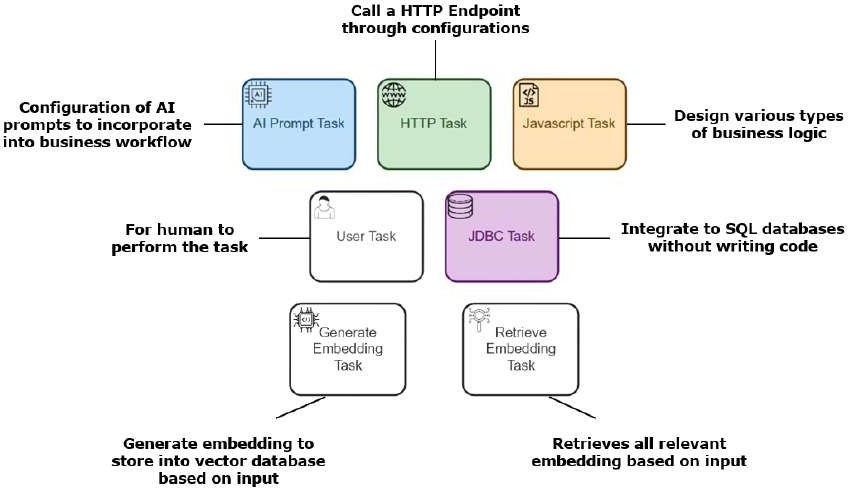 Call a HTTP Endpoint
through configurations
Configuration of AI
prompts to incorporate
into business workflow
AI
AI Prompt Task
HTTP Task
JS
Javascript Task
Design various types
of business logic
For human to
perform the task
User Task
JDBC Task
Integrate to SQL databases
without writing code
Generate
Embedding
Task
Retrieve
Embedding
Task
Generate embedding to
store into vector database
based on input
Retrieves all relevant
embedding based on input